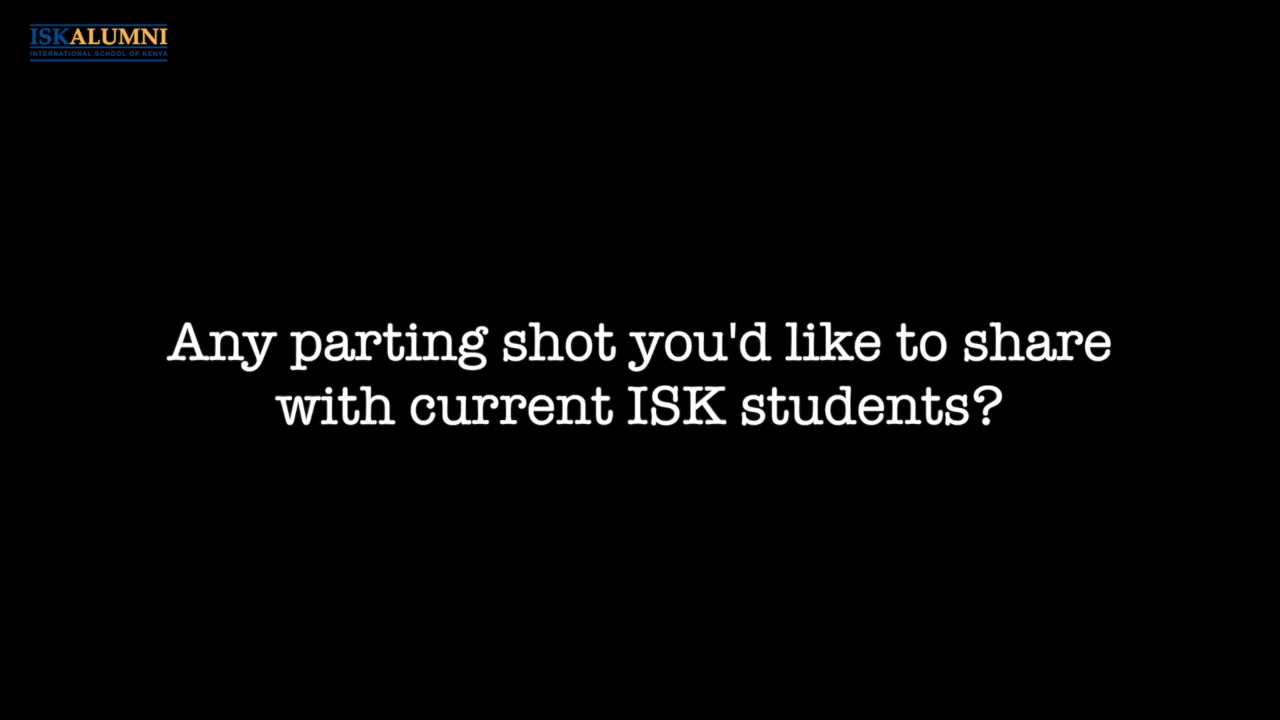 ISKALUMNI
INTERNATIONAL SCHOOL OF KENYA
Any parting shot you'd like to share
with current ISK students?